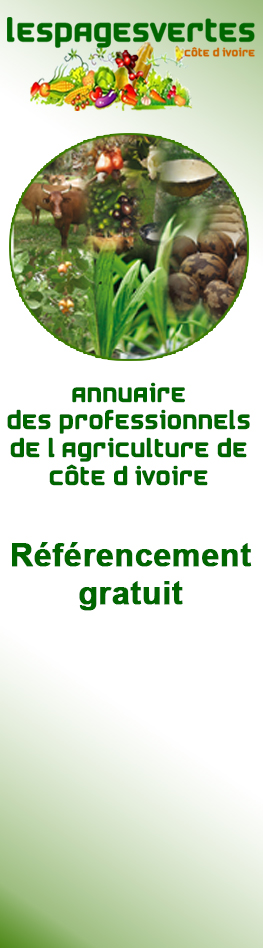 lespagesvertes
côte d ivoire
annuaire
des professionnels
de l agriculture de
côte d ivoire
Référencement
gratuit